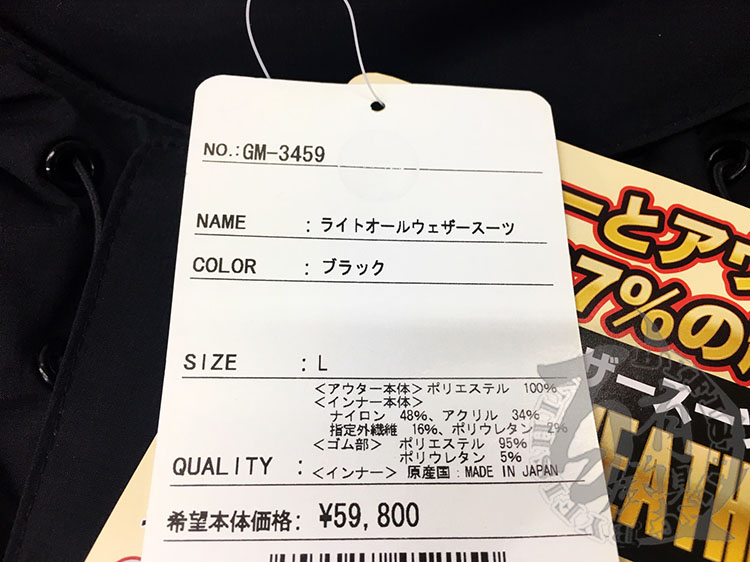 NO.:GM-3459
NAME : ライトオールウェザースーツ
COLOR : ブラック
SIZE : L
<アウター本体>ポリエステル 100%
<インナー本体>
ナイロン 48%、アクリル 34%
指定外繊維 16%、ポリウレタン 2%
<ゴム部> ポリエステル 95%
ポリウレタン 5%
QUALITY : <インナー> 原産国:MADE IN JAPAN
希望本体価格: ¥59,800
ーとアウ
7%の
ザースー
EATH